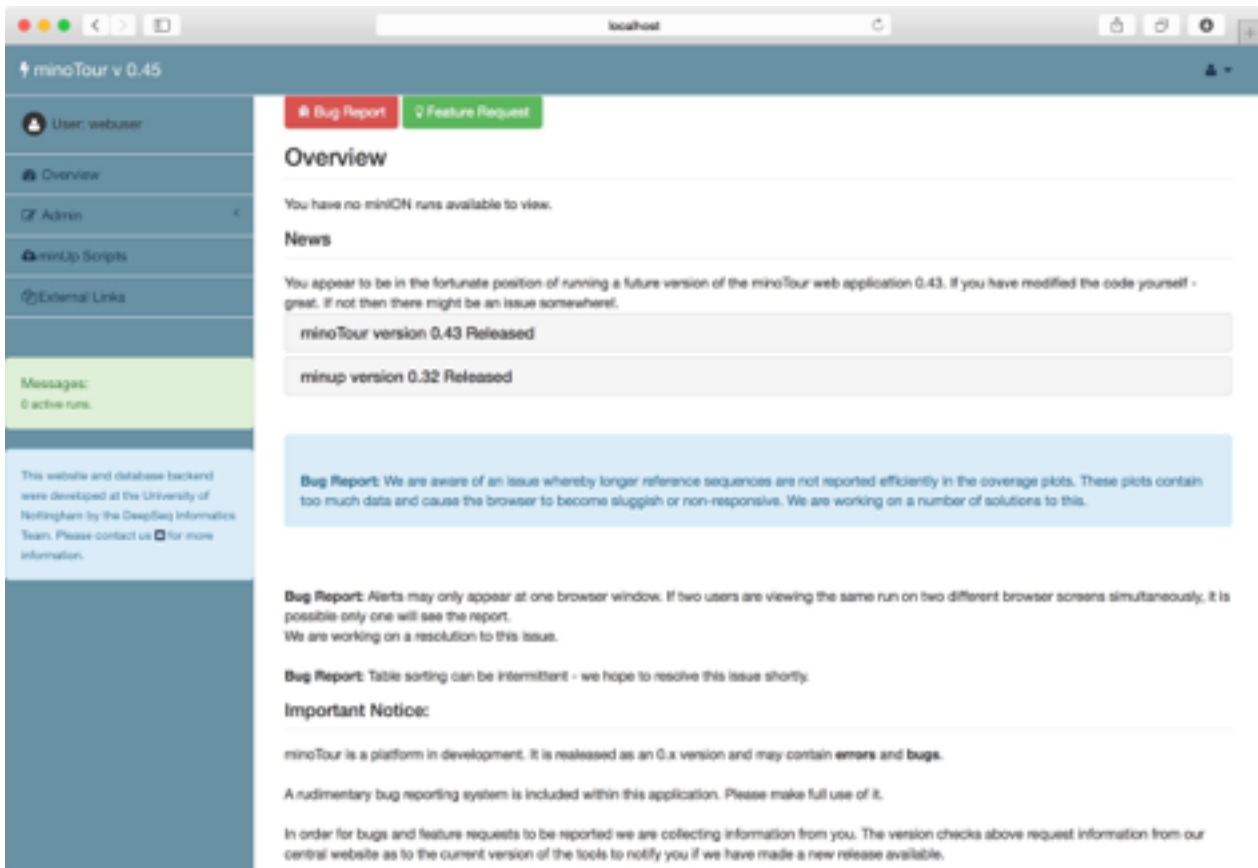 localhost
minoTour v 0.45
User: webuser
Overview
Admin
minUp Scripts
External Links
Messages:
0 active runs.
This website and database backend
were developed at the University of
Nottingham by the DeepSeq Informatics
Team. Please contact us for more
information.
Bug Report
Feature Request
Overview
You have no minION runs available to view.
News
You appear to be in the fortunate position of running a future version of the minoTour web application 0.43. If you have modified the code yourself -
great. If not then there might be an issue somewhere!.
minoTour version 0.43 Released
minup version 0.32 Released
Bug Report: We are aware of an issue whereby longer reference sequences are not reported efficiently in the coverage plots. These plots contain
too much data and cause the browser to become sluggish or non-responsive. We are working on a number of solutions to this.
Bug Report: Alerts may only appear at one browser window. If two users are viewing the same run on two different browser screens simultaneously, it is
possible only one will see the report.
We are working on a resolution to this issue.
Bug Report: Table sorting can be intermittent - we hope to resolve this issue shortly.
Important Notice:
minoTour is a platform in development. It is realeased as an 0.x version and may contain errors and bugs.
A rudimentary bug reporting system is included within this application. Please make full use of it.
In order for bugs and feature requests to be reported we are collecting information from you. The version checks above request information from our
central website as to the current version of the tools to notify you if we have made a new release available.